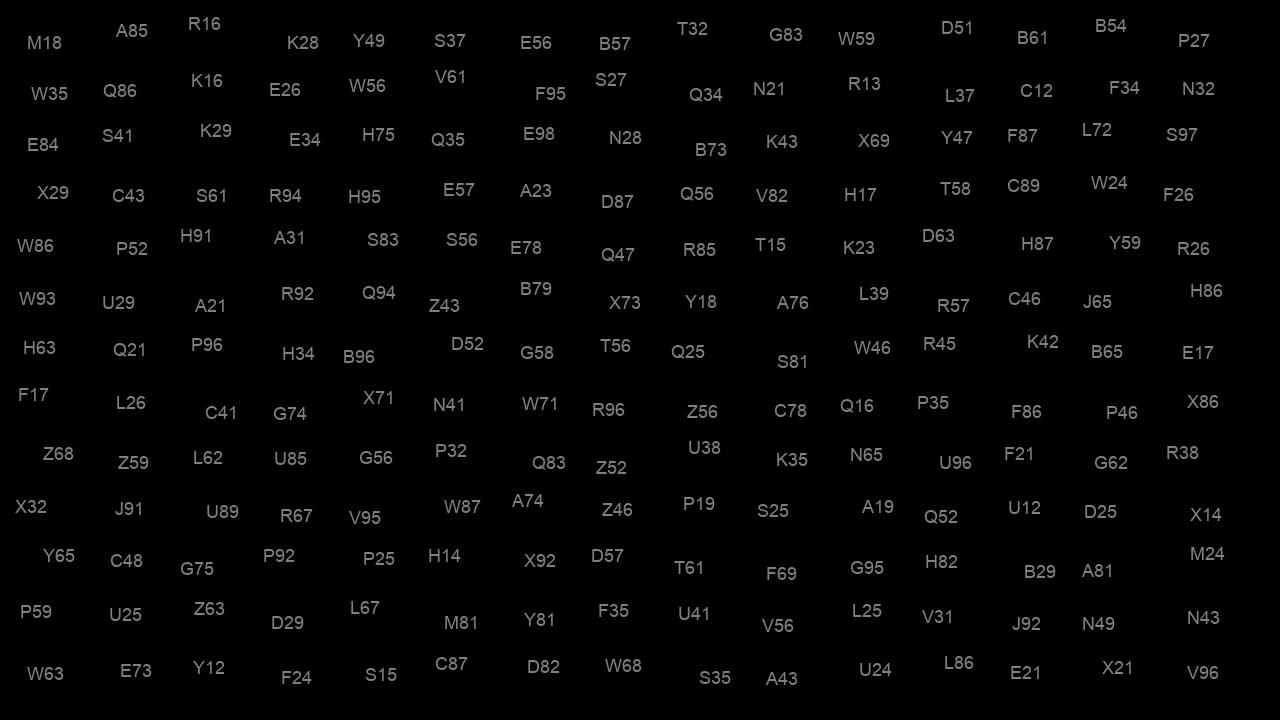 M18 A85 R16 K28 Y49 S37 E56 B57 T32 G83 W59 D51 B61 B54 P27
W35 Q86 K16 E26 W56 V61 F95 S27 Q34 N21 R13 L37 C12 F34 N32
E84 S41 K29 E34 H75 Q35 E98 N28 B73 K43 X69 Y47 F87 L72 S97
X29 C43 S61 R94 H95 E57 A23 D87 Q56 V82 H17 T58 C89 W24 F26
W86 P52 H91 A31 S83 S56 E78 Q47 R85 T15 K23 D63 H87 Y59 R26
W93 U29 A21 R92 Q94 Z43 B79 X73 Y18 A76 L39 R57 C46 J65 H86
H63 Q21 P96 H34 B96 D52 G58 T56 Q25 S81 W46 R45 K42 B65 E17
F17 L26 C41 G74 X71 N41 W71 R96 Z56 C78 Q16 P35 F86 P46 X86
Z68 Z59 L62 U85 G56 P32 Q83 Z52 U38 K35 N65 U96 F21 G62 R38
X32 J91 U89 R67 V95 W87 A74 Z46 P19 S25 A19 Q52 U12 D25 X14
Y65 C48 G75 P92 P25 H14 X92 D57 T61 F69 G95 H82 B29 A81 M24
P59 U25 Z63 D29 L67 M81 Y81 F35 U41 V56 L25 V31 J92 N49 N43
W63 E73 Y12 F24 S15 C87 D82 W68 S35 A43 U24 L86 E21 X21 V96